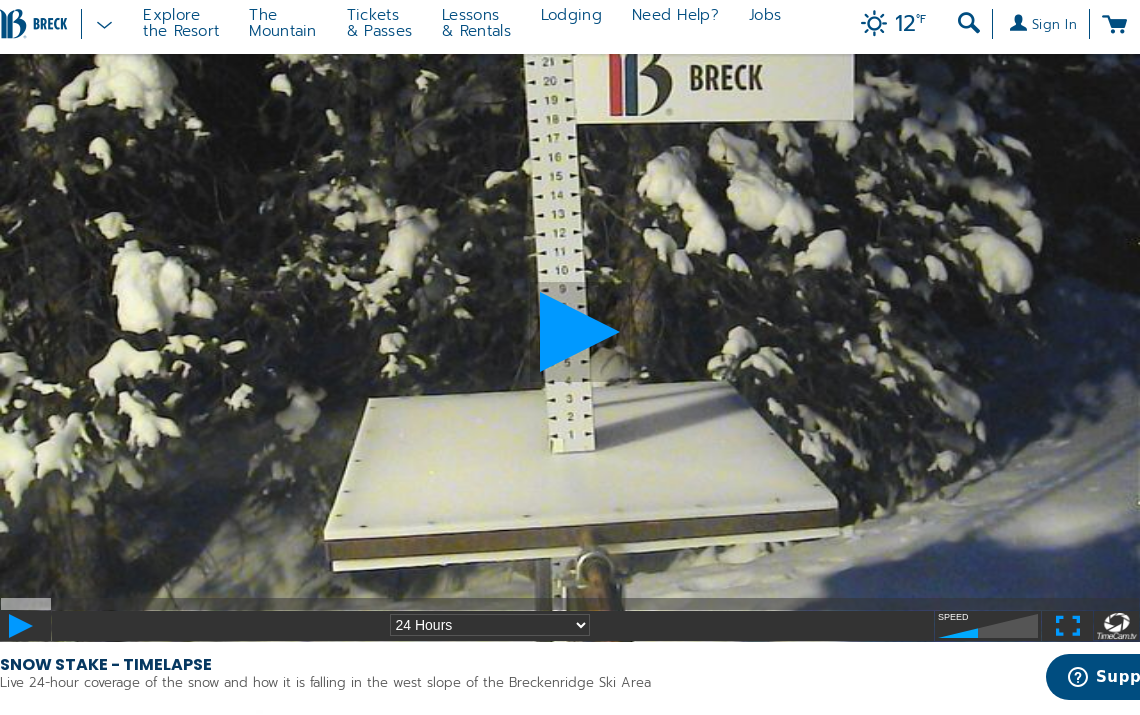 B BRECK
Explore
the Resort
The
Mountain
Tickets
& Passes
Lessons
& Rentals
Lodging
Need Help?
Jobs
12°F
Sign In
21
20
19
18
17
16
15
14
13
12
11
10
9
5
4
3
2
1
B® BRECK
24 Hours
SPEED
TimeCam.tv
SNOW STAKE - TIMELAPSE
Live 24-hour coverage of the snow and how it is falling in the west slope of the Breckenridge Ski Area
Supp